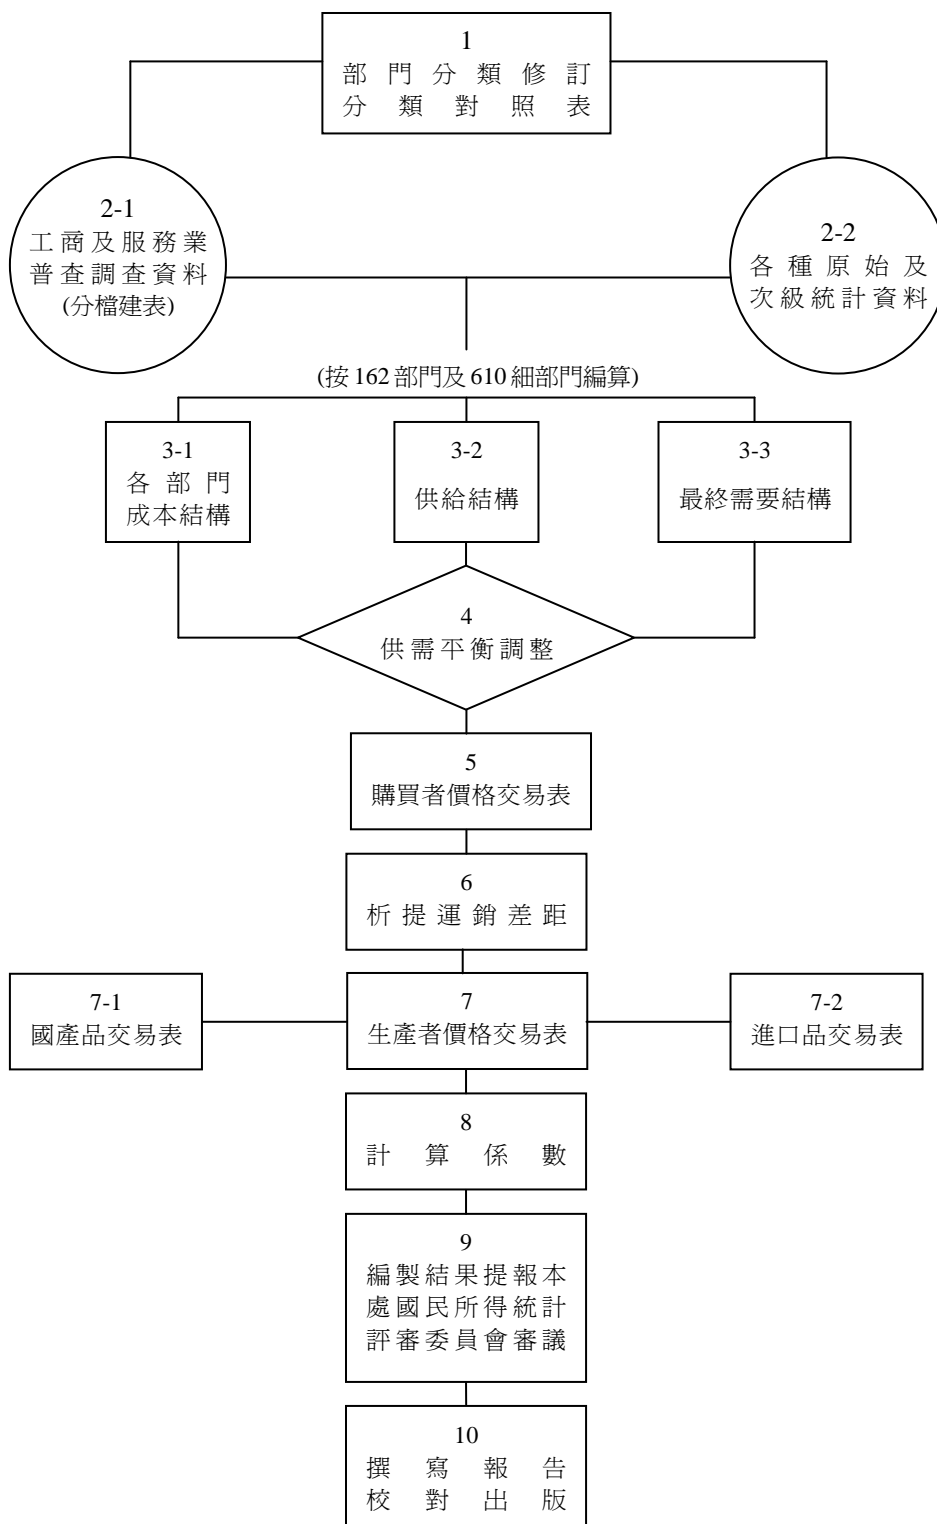 1
部門分類修訂
分類對照表
2-1
工商及服務業
普查調查資料
(分檔建表)
2-2
各種原始及
次級統計資料
(按 162 部門及 610 細部門編算)
3-1
各部門
成本結構
3-2
供給結構
3-3
最終需要結構
4
供需平衡調整
5
購買者價格交易表
6
析提運銷差距
7-1
國產品交易表
7
生產者價格交易表
7-2
進口品交易表
8
計算係數
9
編製結果提報本
處國民所得統計
評審委員會審議
10
撰寫報告
校對出版